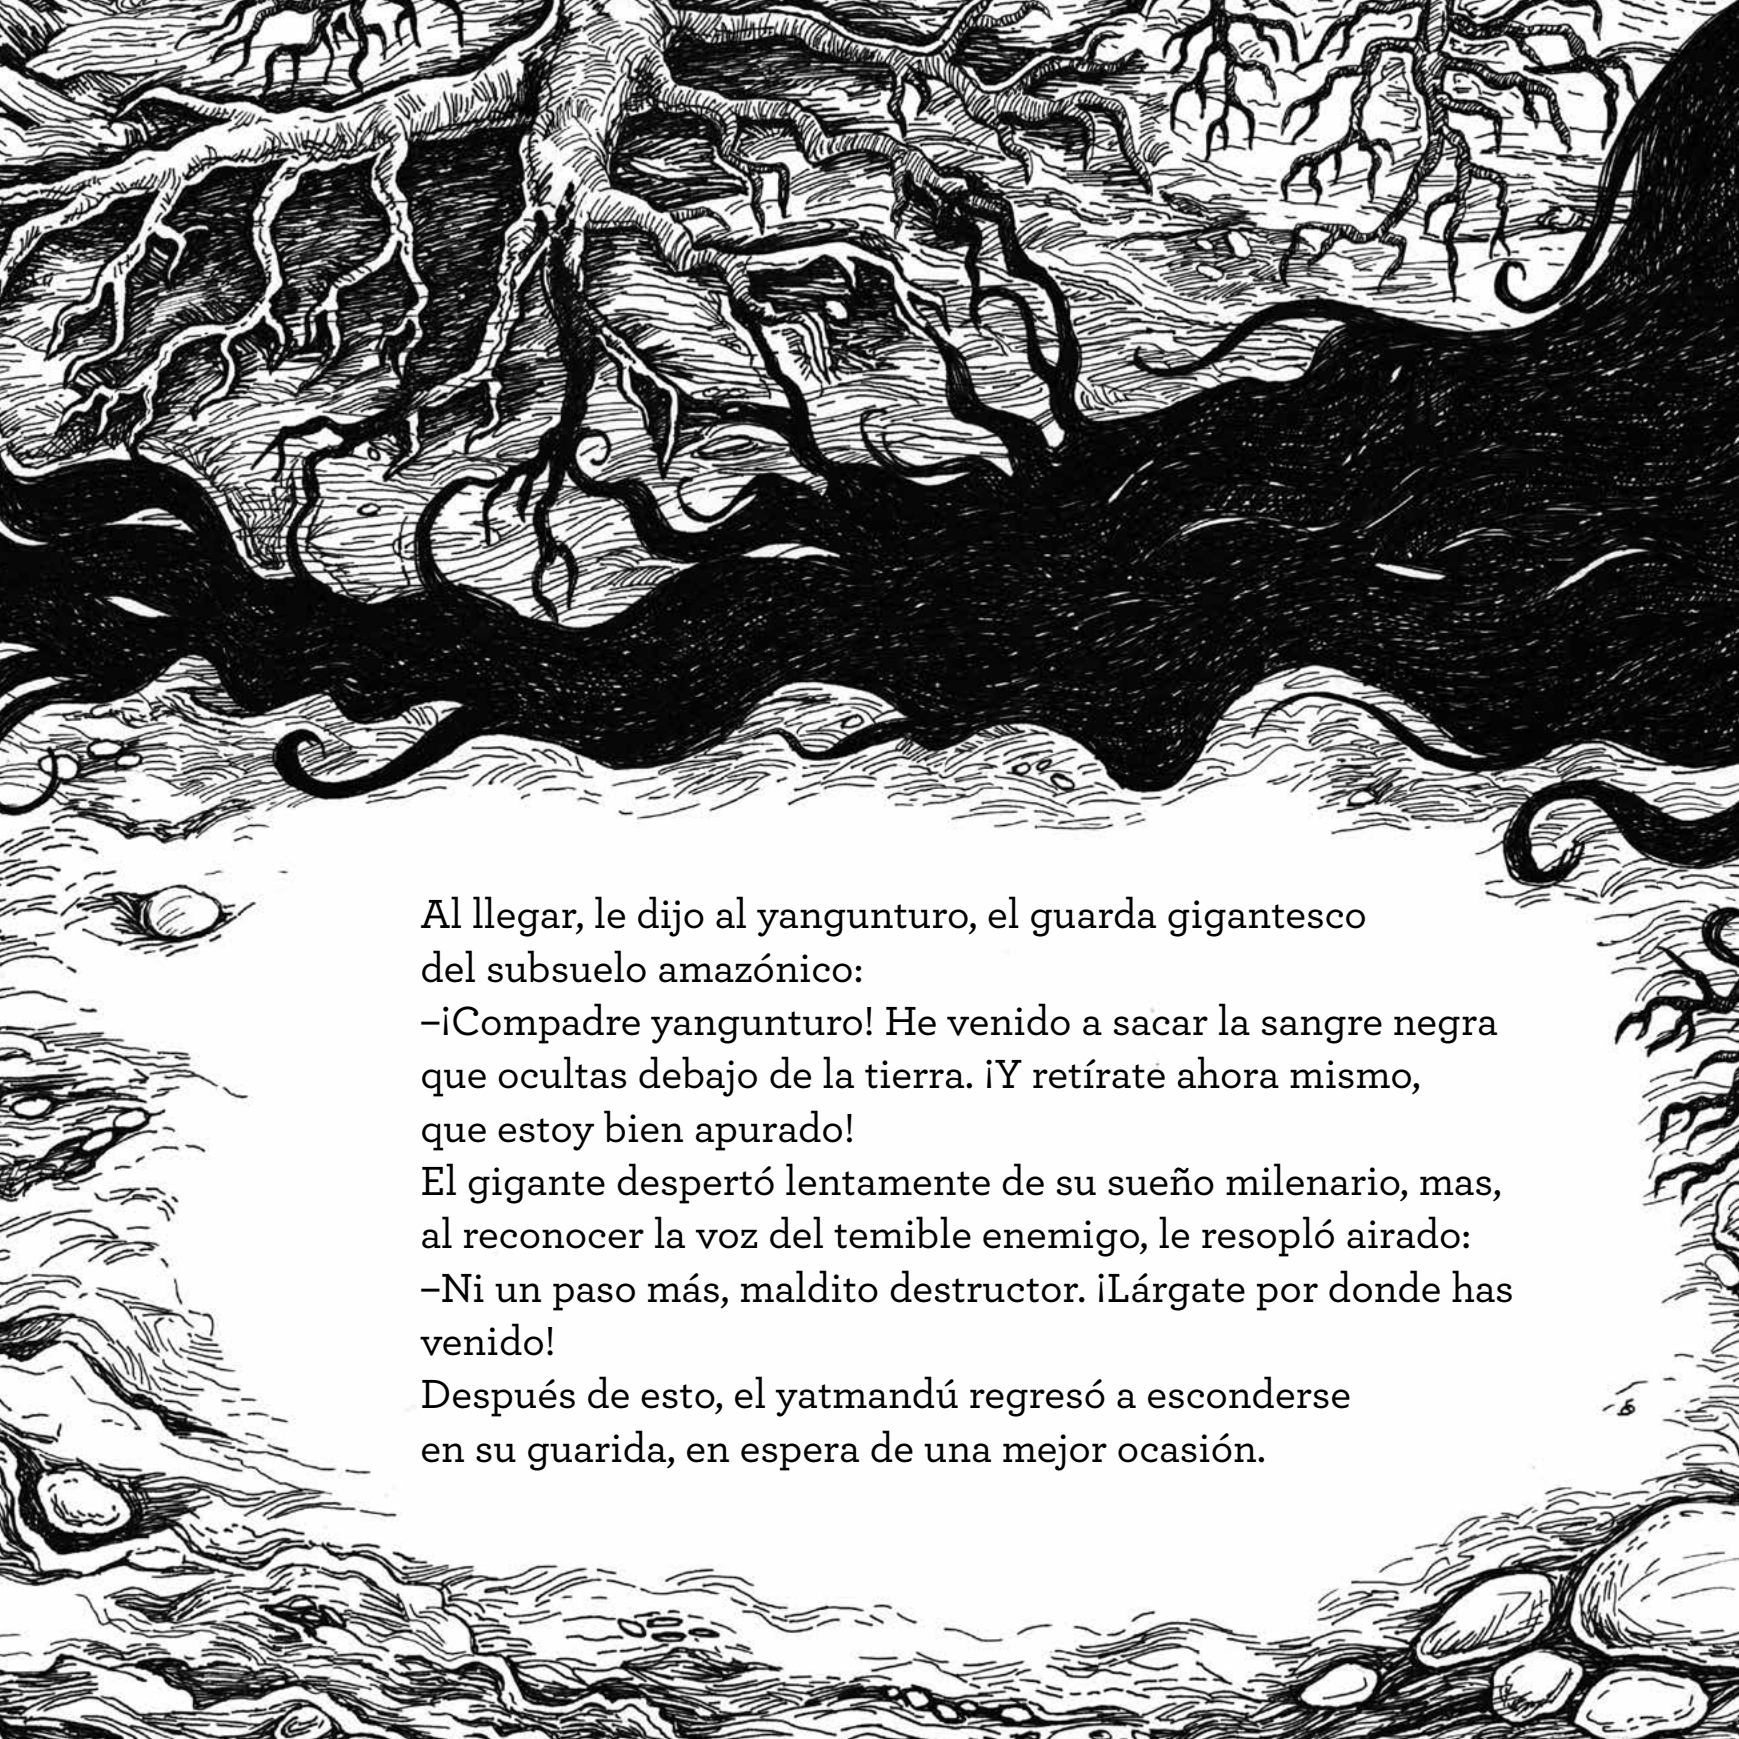 Al llegar, le dijo al yangunturo, el guarda gigantesco
del subsuelo amazónico:
–¡Compadre yangunturo! He venido a sacar la sangre negra
que ocultas debajo de la tierra. ¡Y retírate ahora mismo,
que estoy bien apurado!
El gigante despertó lentamente de su sueño milenario, mas,
al reconocer la voz del temible enemigo, le resopló airado:
–Ni un paso más, maldito destructor. ¡Lárgate por donde has
venido!
Después de esto, el yatmandú regresó a esconderse
en su guarida, en espera de una mejor ocasión.